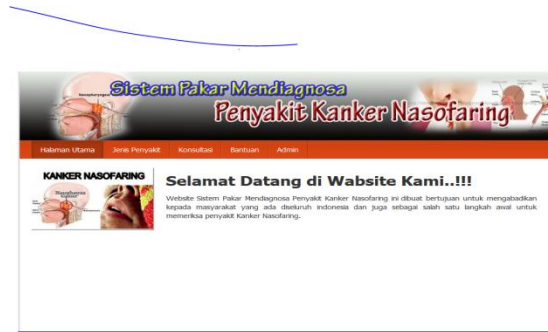 Sistem Pakar Mendiagnosa
Penyakit Kanker Nasofaring
Halaman Utama Jenis Penyakit Konsultasi Bantuan Admin
KANKER NASOFARING
Selamat Datang di Wabsite Kami..!!!
Website Sistem Pakar Mendiagnosa Penyakit Kanker Nasofaring ini dibuat bertujuan untuk mengabadikan
kepada masyarakat yang ada diseluruh indonesia dan juga sebagai salah satu langkah awal untuk
memeriksa penyakit Kanker Nasofaring.